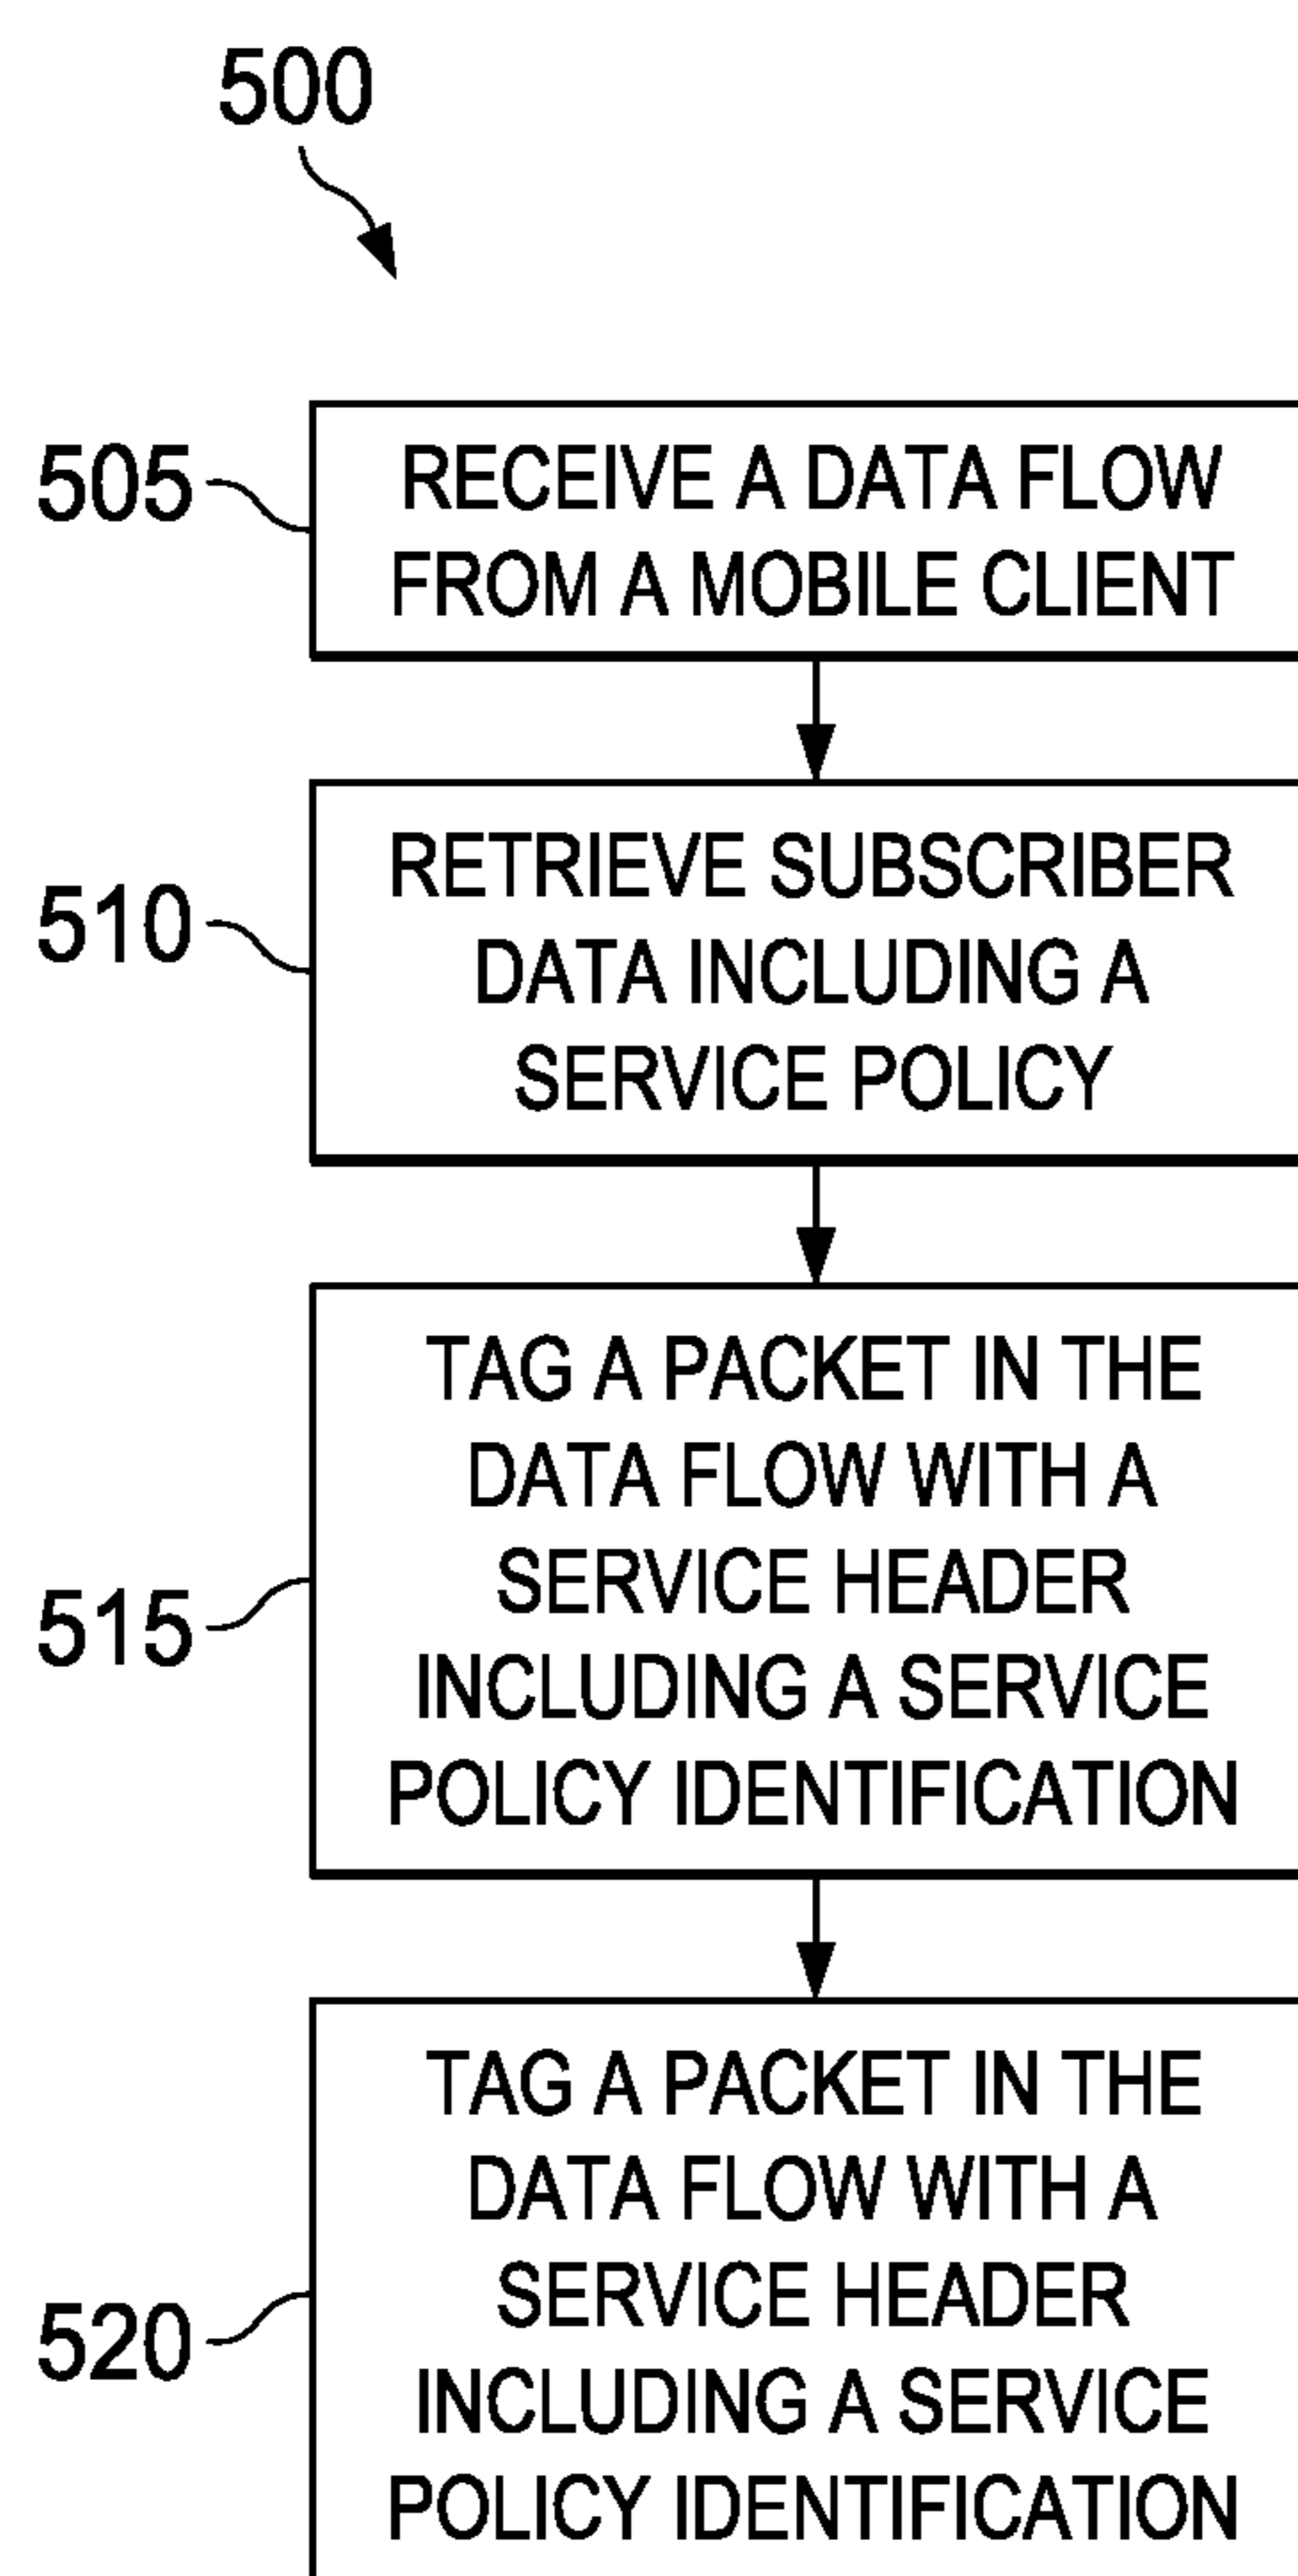 500
505
RECEIVE A DATA FLOW
FROM A MOBILE CLIENT
510
RETRIEVE SUBSCRIBER
DATA INCLUDING A
SERVICE POLICY
515
TAG A PACKET IN THE
DATA FLOW WITH A
SERVICE HEADER
INCLUDING A SERVICE
POLICY IDENTIFICATION
520
TAG A PACKET IN THE
DATA FLOW WITH A
SERVICE HEADER
INCLUDING A SERVICE
POLICY IDENTIFICATION